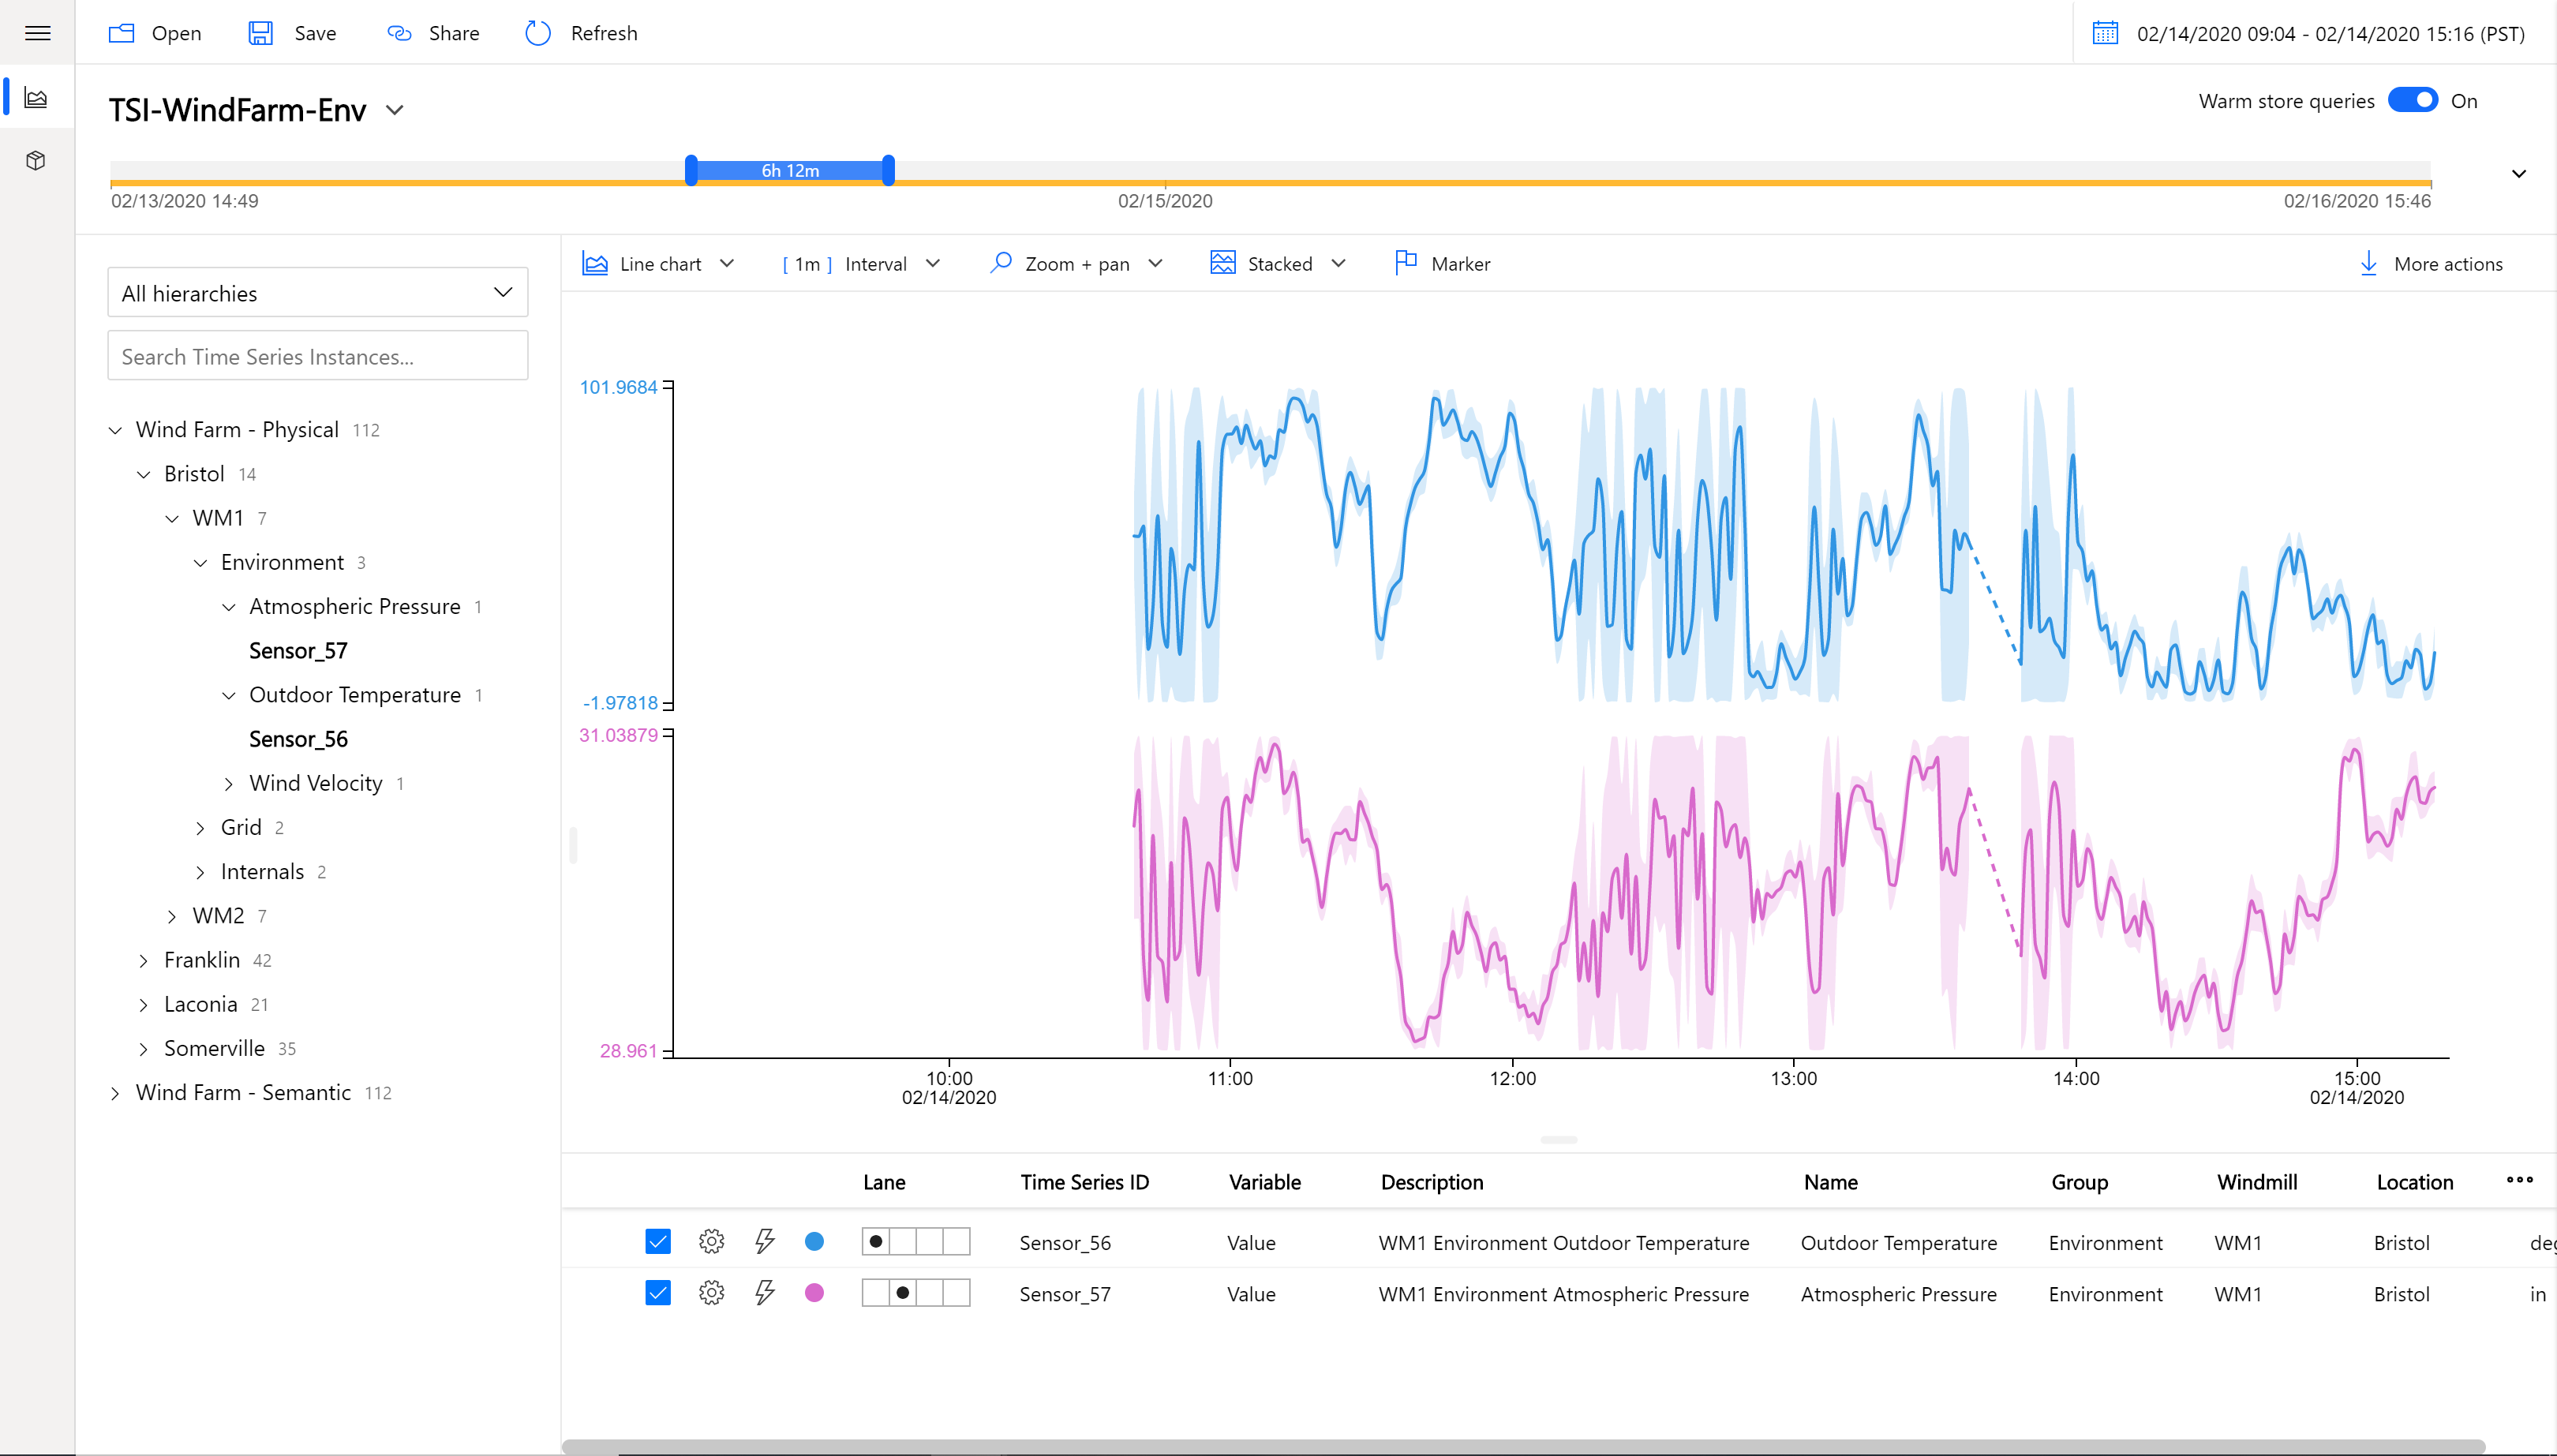 Open Save Share Refresh 02/14/2020 09:04 - 02/14/2020 15:16 (PST)
TSI-WindFarm-Env
Warm store queries On
6h 12m
02/13/2020 14:49 02/15/2020 02/16/2020 15:46
Line chart [ 1m ] Interval Zoom + pan Stacked Marker More actions
All hierarchies
Search Time Series Instances...
Wind Farm - Physical 112
Bristol 14
WM1 7
Environment 3
Atmospheric Pressure 1
Sensor_57
Outdoor Temperature 1
Sensor_56
Wind Velocity 1
Grid 2
Internals 2
WM2 7
Franklin 42
Laconia 21
Somerville 35
Wind Farm - Semantic 112
101.9684
-1.97818
31.03879
28.961
10:00 11:00 12:00 13:00 14:00 15:00
02/14/2020 02/14/2020
Lane Time Series ID Variable Description Name Group Windmill Location
Sensor_56 Value WM1 Environment Outdoor Temperature Outdoor Temperature Environment WM1 Bristol
Sensor_57 Value WM1 Environment Atmospheric Pressure Atmospheric Pressure Environment WM1 Bristol in